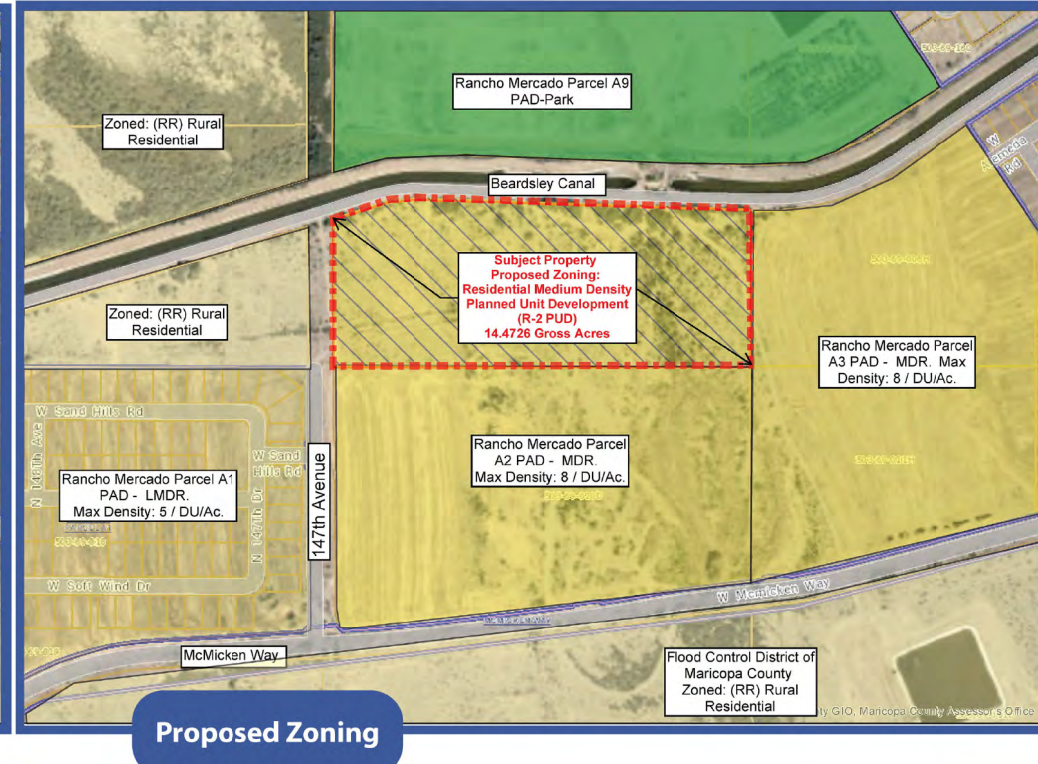 Rancho Mercado Parcel A9
PAD-Park
Zoned: (RR) Rural
Residential
W
Rd
Beardsley Canal
Subject Property
Proposed Zoning:
Residential Medium Density
Planned Unit Development
(R-2 PUD)
14.4726 Gross Acres
Zoned: (RR) Rural
Residential
Rancho Mercado Parcel
A3 PAD - MDR. Max
Density: 8 / DU/Ac.
W Sand Hills Rd
N 148Th Ave
W Sand
Hills Rd
Rancho Mercado Parcel A1
PAD - LMDR.
Max Density: 5 / DU/Ac.
N 147Th Dr
147th Avenue
Rancho Mercado Parcel
A2 PAD - MDR.
Max Density: 8 / DU/Ac.
W Soft Wind Dr
W Mcmicken Way
McMicken Way
Flood Control District of
Maricopa County
Zoned: (RR) Rural
Residential
ty GIO, Maricopa County Assessor's Office
Proposed Zoning